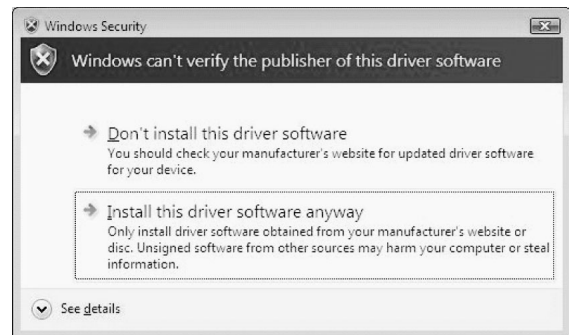 Windows Security
Windows can't verify the publisher of this driver software
Don't install this driver software
You should check your manufacturer's website for updated driver software
for your device.
Install this driver software anyway
Only install driver software obtained from your manufacturer's website or
disc. Unsigned software from other sources may harm your computer or steal
information.
See details